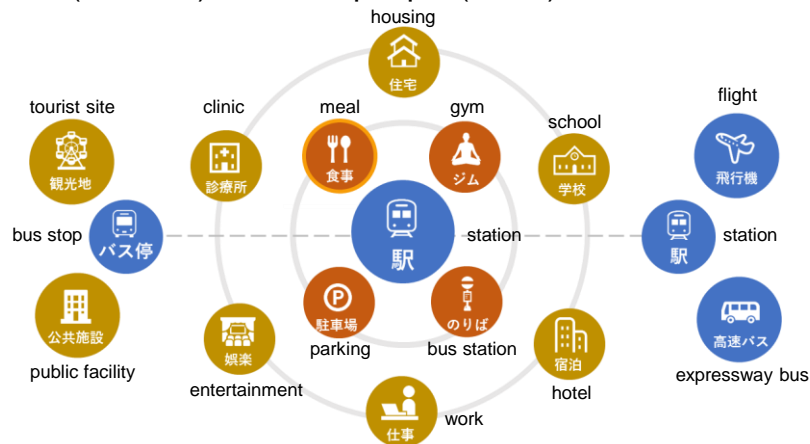 housing
住宅
tourist site
clinic
meal
gym
school
flight
観光地
診療所
食事
ジム
学校
飛行機
bus stop
バス停
駅
station
駅
station
公共施設
娯楽
駐車場
P
のりば
宿泊
高速バス
public facility
entertainment
parking
bus station
hotel
expressway bus
仕事
work